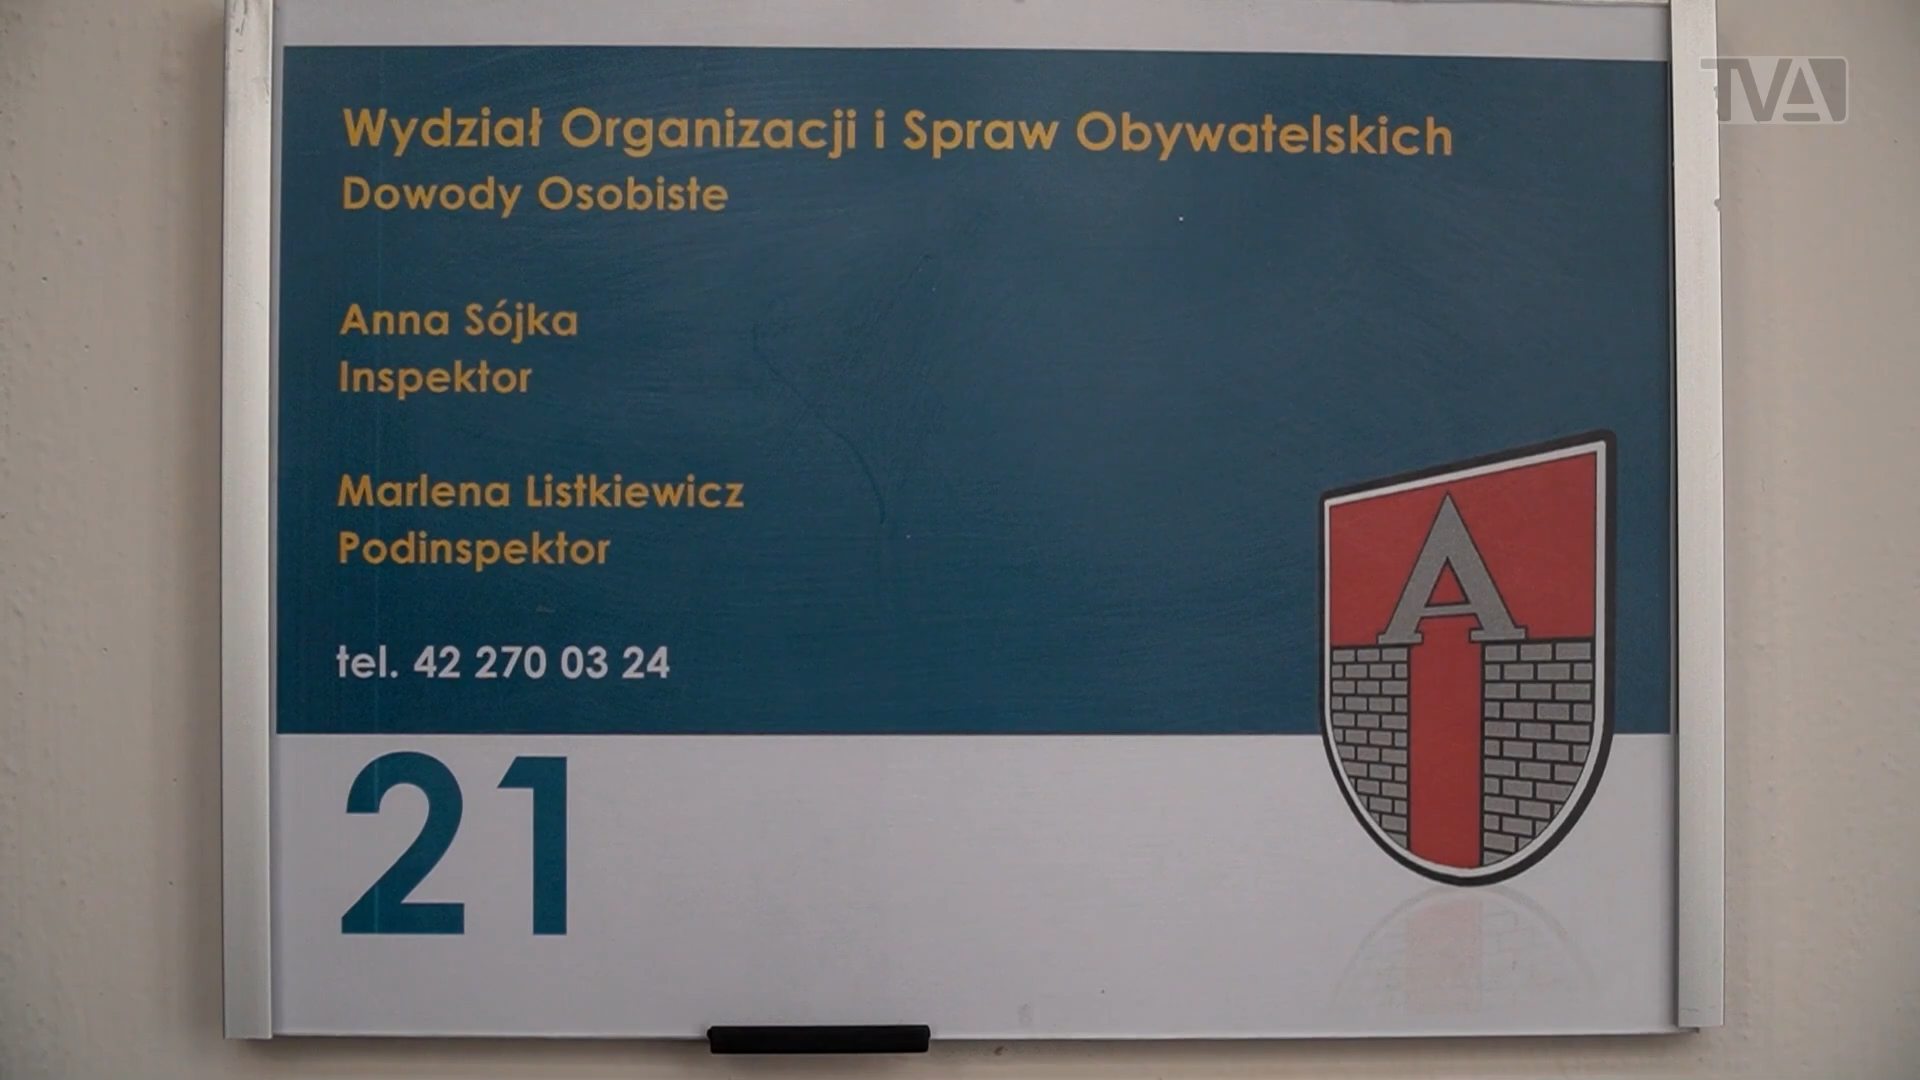 TVA
Wydział Organizacji i Spraw Obywatelskich
Dowody Osobiste
Anna Sójka
Inspektor
Marlena Listkiewicz
Podinspektor
tel. 42 270 03 24
A
21